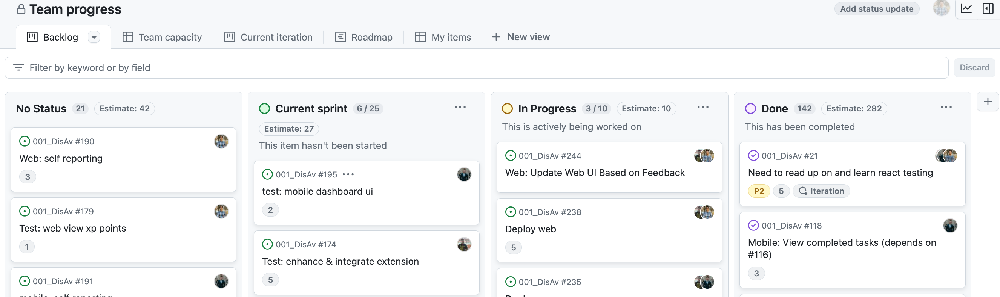 Team progress
Add status update
Backlog
Team capacity
Current iteration
Roadmap
My items
New view
Filter by keyword or by field
Discard
No Status 21 Estimate: 42
001_DisAv #190
Web: self reporting
3
001_DisAv #179
Test: web view xp points
1
001_DisAv #191
mobile: self reporting
Current sprint 6 / 25
Estimate: 27
This item hasn't been started
001_DisAv #195
test: mobile dashboard ui
2
001_DisAv #174
Test: enhance & integrate extension
5
In Progress 3 / 10 Estimate: 10
This is actively being worked on
001_DisAv #244
Web: Update Web UI Based on Feedback
001_DisAv #238
Deploy web
5
001_DisAv #235
Done 142 Estimate: 282
This has been completed
001_DisAv #21
Need to read up on and learn react testing
P2 5 Iteration
001_DisAv #118
Mobile: View completed tasks (depends on
#116)
3